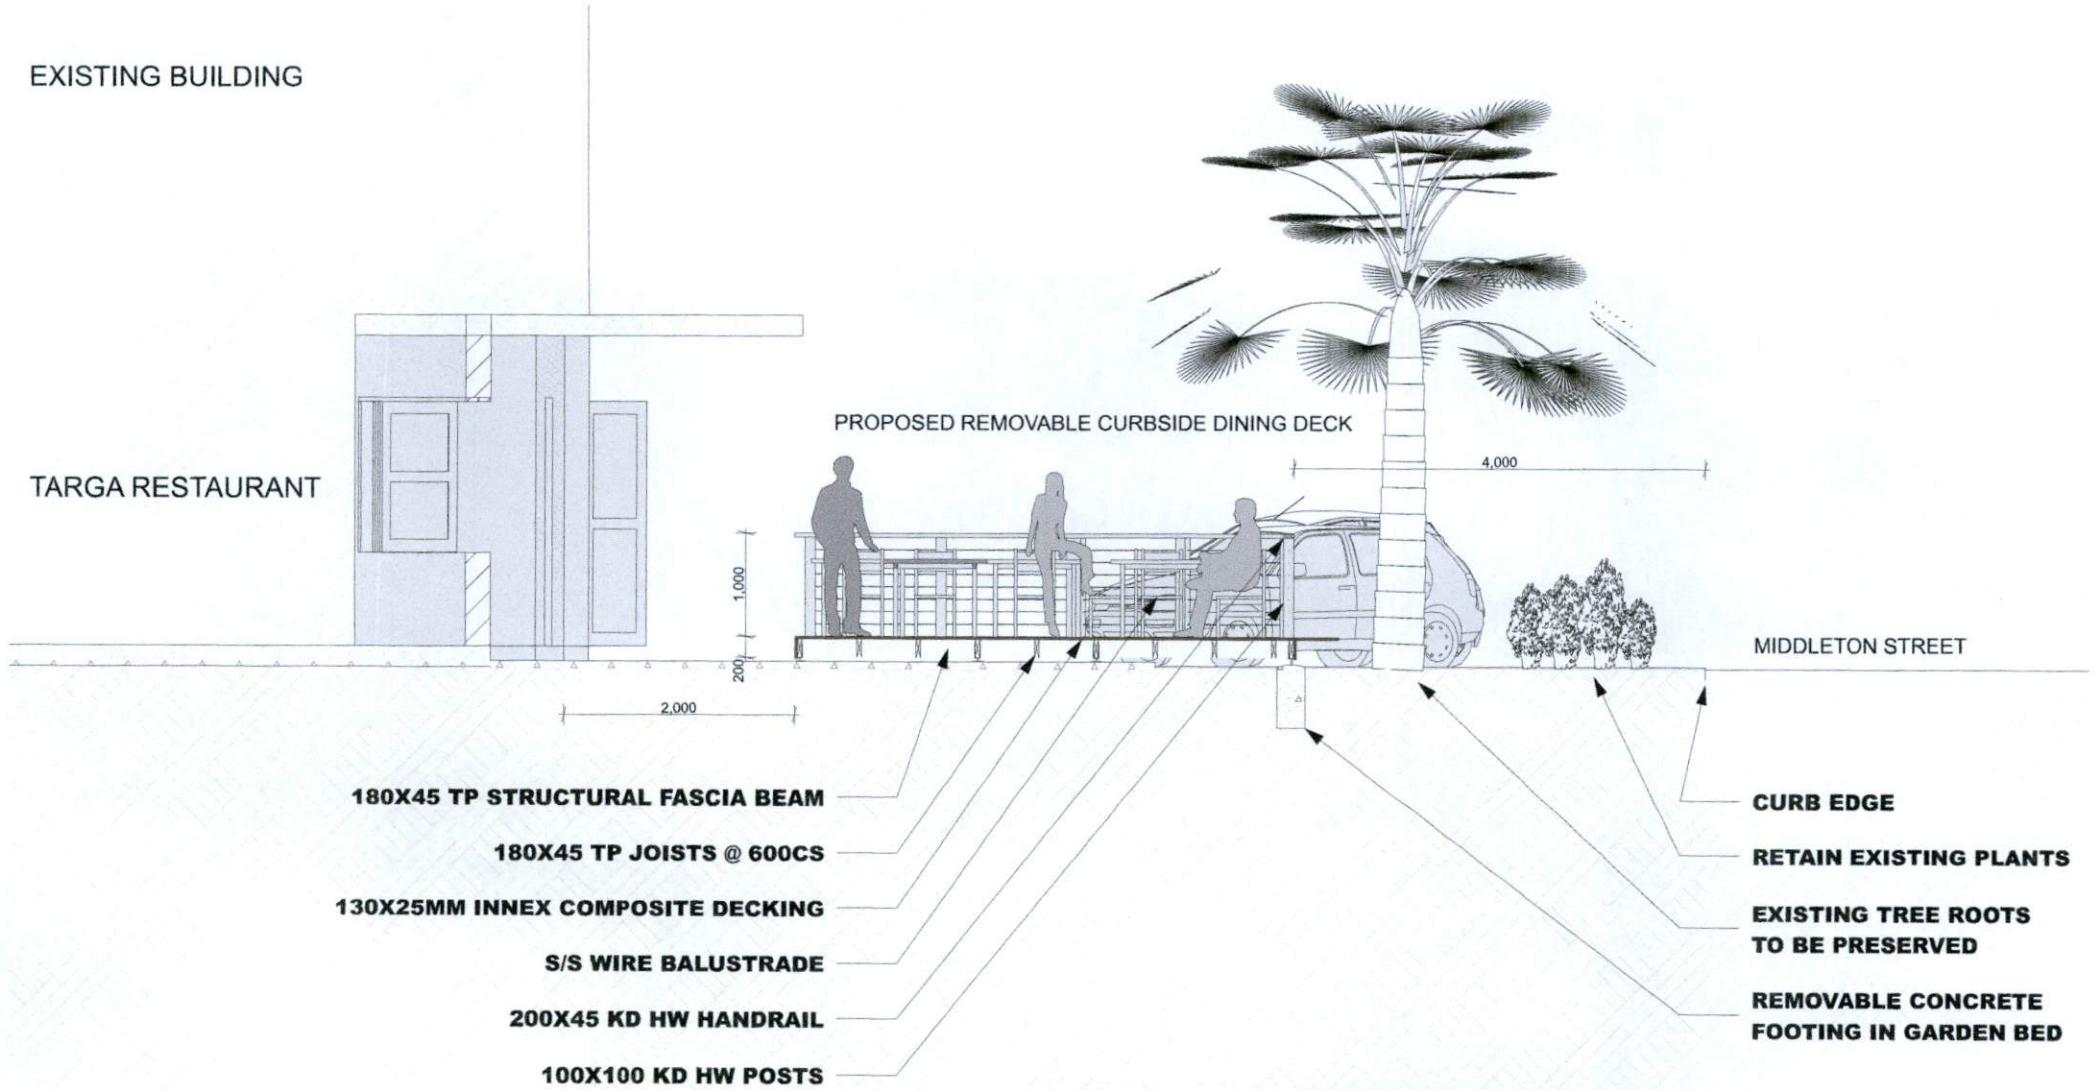 EXISTING BUILDING
PROPOSED REMOVABLE CURBSIDE DINING DECK
4,000
TARGA RESTAURANT
1,000
MIDDLETON STREET
200
2,000
180X45 TP STRUCTURAL FASCIA BEAM
180X45 TP JOISTS @ 600CS
130X25MM INNEX COMPOSITE DECKING
S/S WIRE BALUSTRADE
200X45 KD HW HANDRAIL
100X100 KD HW POSTS
CURB EDGE
RETAIN EXISTING PLANTS
EXISTING TREE ROOTS
TO BE PRESERVED
REMOVABLE CONCRETE
FOOTING IN GARDEN BED